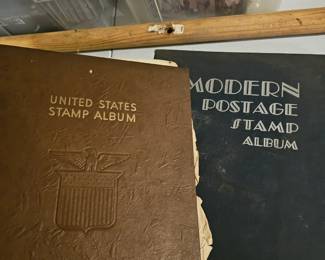 UNITED STATES
STAMP ALBUM
MODERN
POSTAGE
STAMP
ALBUM